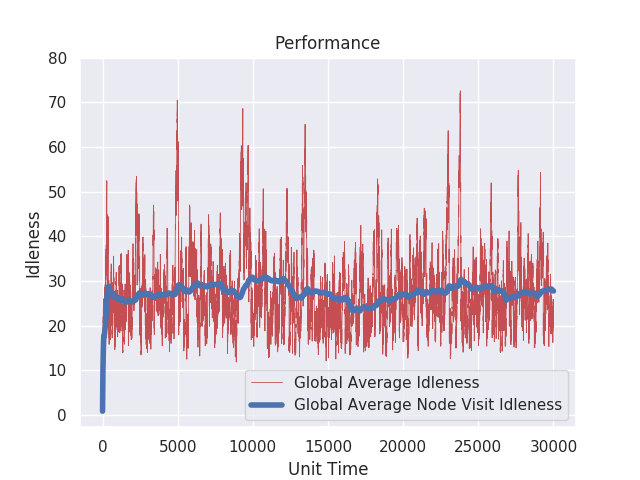 Performance
80
70
60
50
40
30
20
10
0
Idleness
Global Average Idleness
Global Average Node Visit Idleness
0 5000 10000 15000 20000 25000 30000
Unit Time